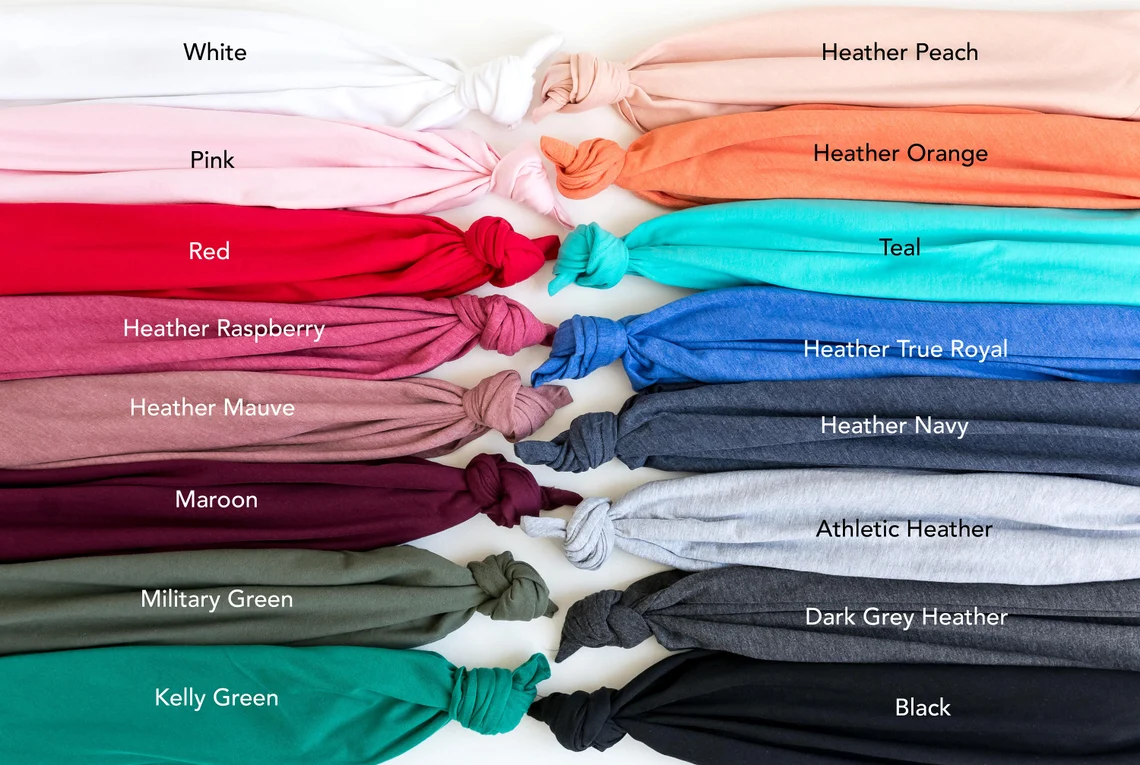 White
Pink
Red
Heather Raspberry
Heather Mauve
Maroon
Military Green
Kelly Green
Heather Peach
Heather Orange
Teal
Heather True Royal
Heather Navy
Athletic Heather
Dark Grey Heather
Black